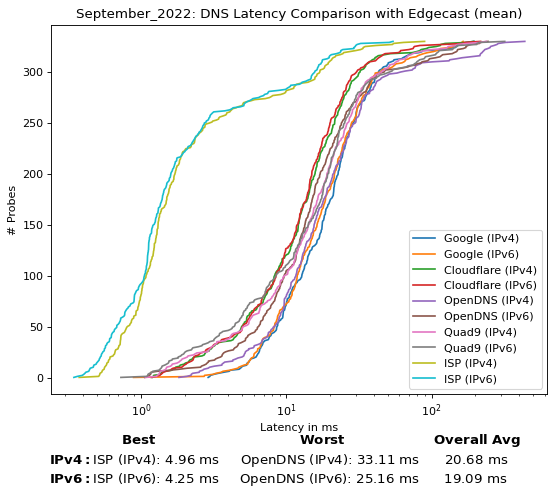 September_2022: DNS Latency Comparison with Edgecast (mean)
# Probes
300
250
200
150
100
50
0
Google (IPv4)
Google (IPv6)
Cloudflare (IPv4)
Cloudflare (IPv6)
OpenDNS (IPv4)
OpenDNS (IPv6)
Quad9 (IPv4)
Quad9 (IPv6)
ISP (IPv4)
ISP (IPv6)
10⁰ 10¹ 10²
Latency in ms
Best Worst Overall Avg
IPv4: ISP (IPv4): 4.96 ms OpenDNS (IPv4): 33.11 ms 20.68 ms
IPv6: ISP (IPv6): 4.25 ms OpenDNS (IPv6): 25.16 ms 19.09 ms